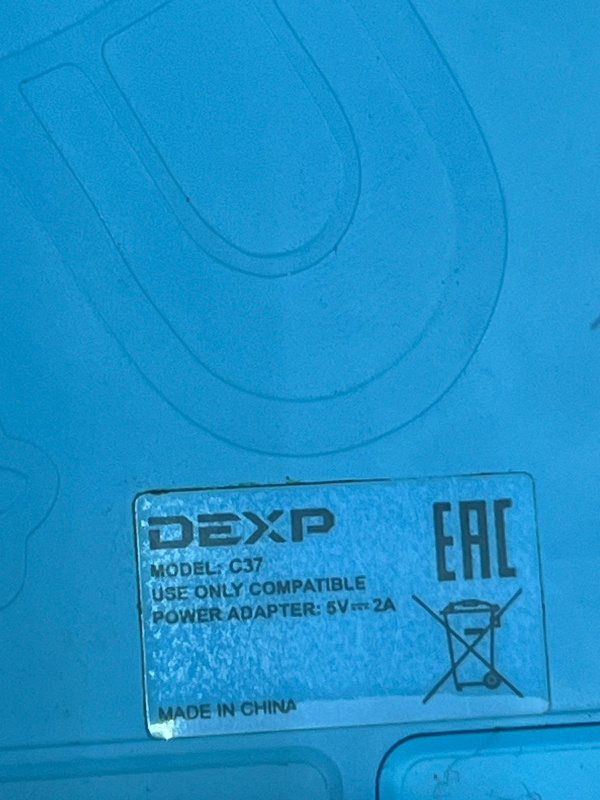 DEXP
EAC
MODEL: C37
USE ONLY COMPATIBLE
POWER ADAPTER: 5V⎓2A
MADE IN CHINA